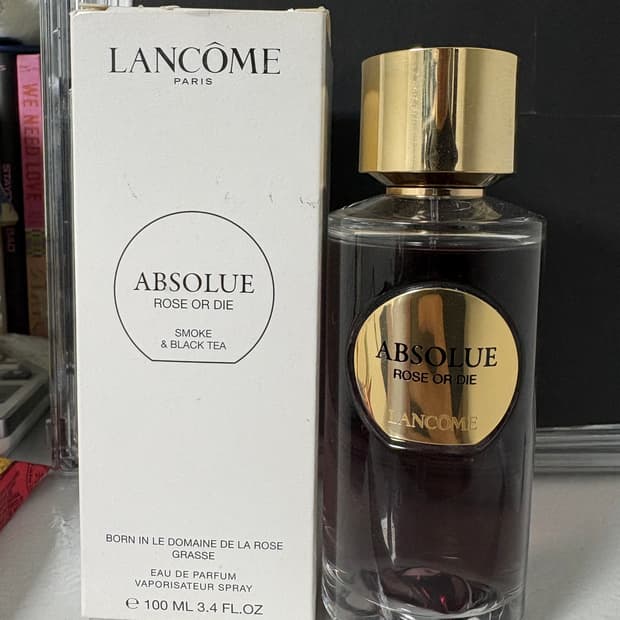 LANCÔME
PARIS
ABSOLUE
ROSE OR DIE
SMOKE
& BLACK TEA
BORN IN LE DOMAINE DE LA ROSE
GRASSE
EAU DE PARFUM
VAPORISATEUR SPRAY
℮ 100 ML 3.4 FL.OZ
ABSOLUE
ROSE OR DIE
LANCÔME
WE NEED LOVE
STAYC